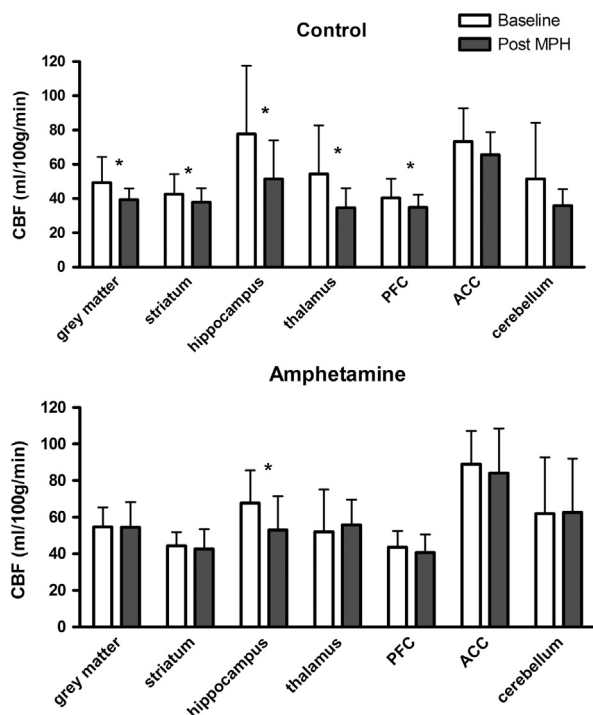 Control
Baseline
Post MPH
CBF (ml/100g/min)
120
100
80
60
40
20
0
*
*
*
*
*
grey matter
striatum
hippocampus
thalamus
PFC
ACC
cerebellum
Amphetamine
CBF (ml/100g/min)
120
100
80
60
40
20
0
*
grey matter
striatum
hippocampus
thalamus
PFC
ACC
cerebellum